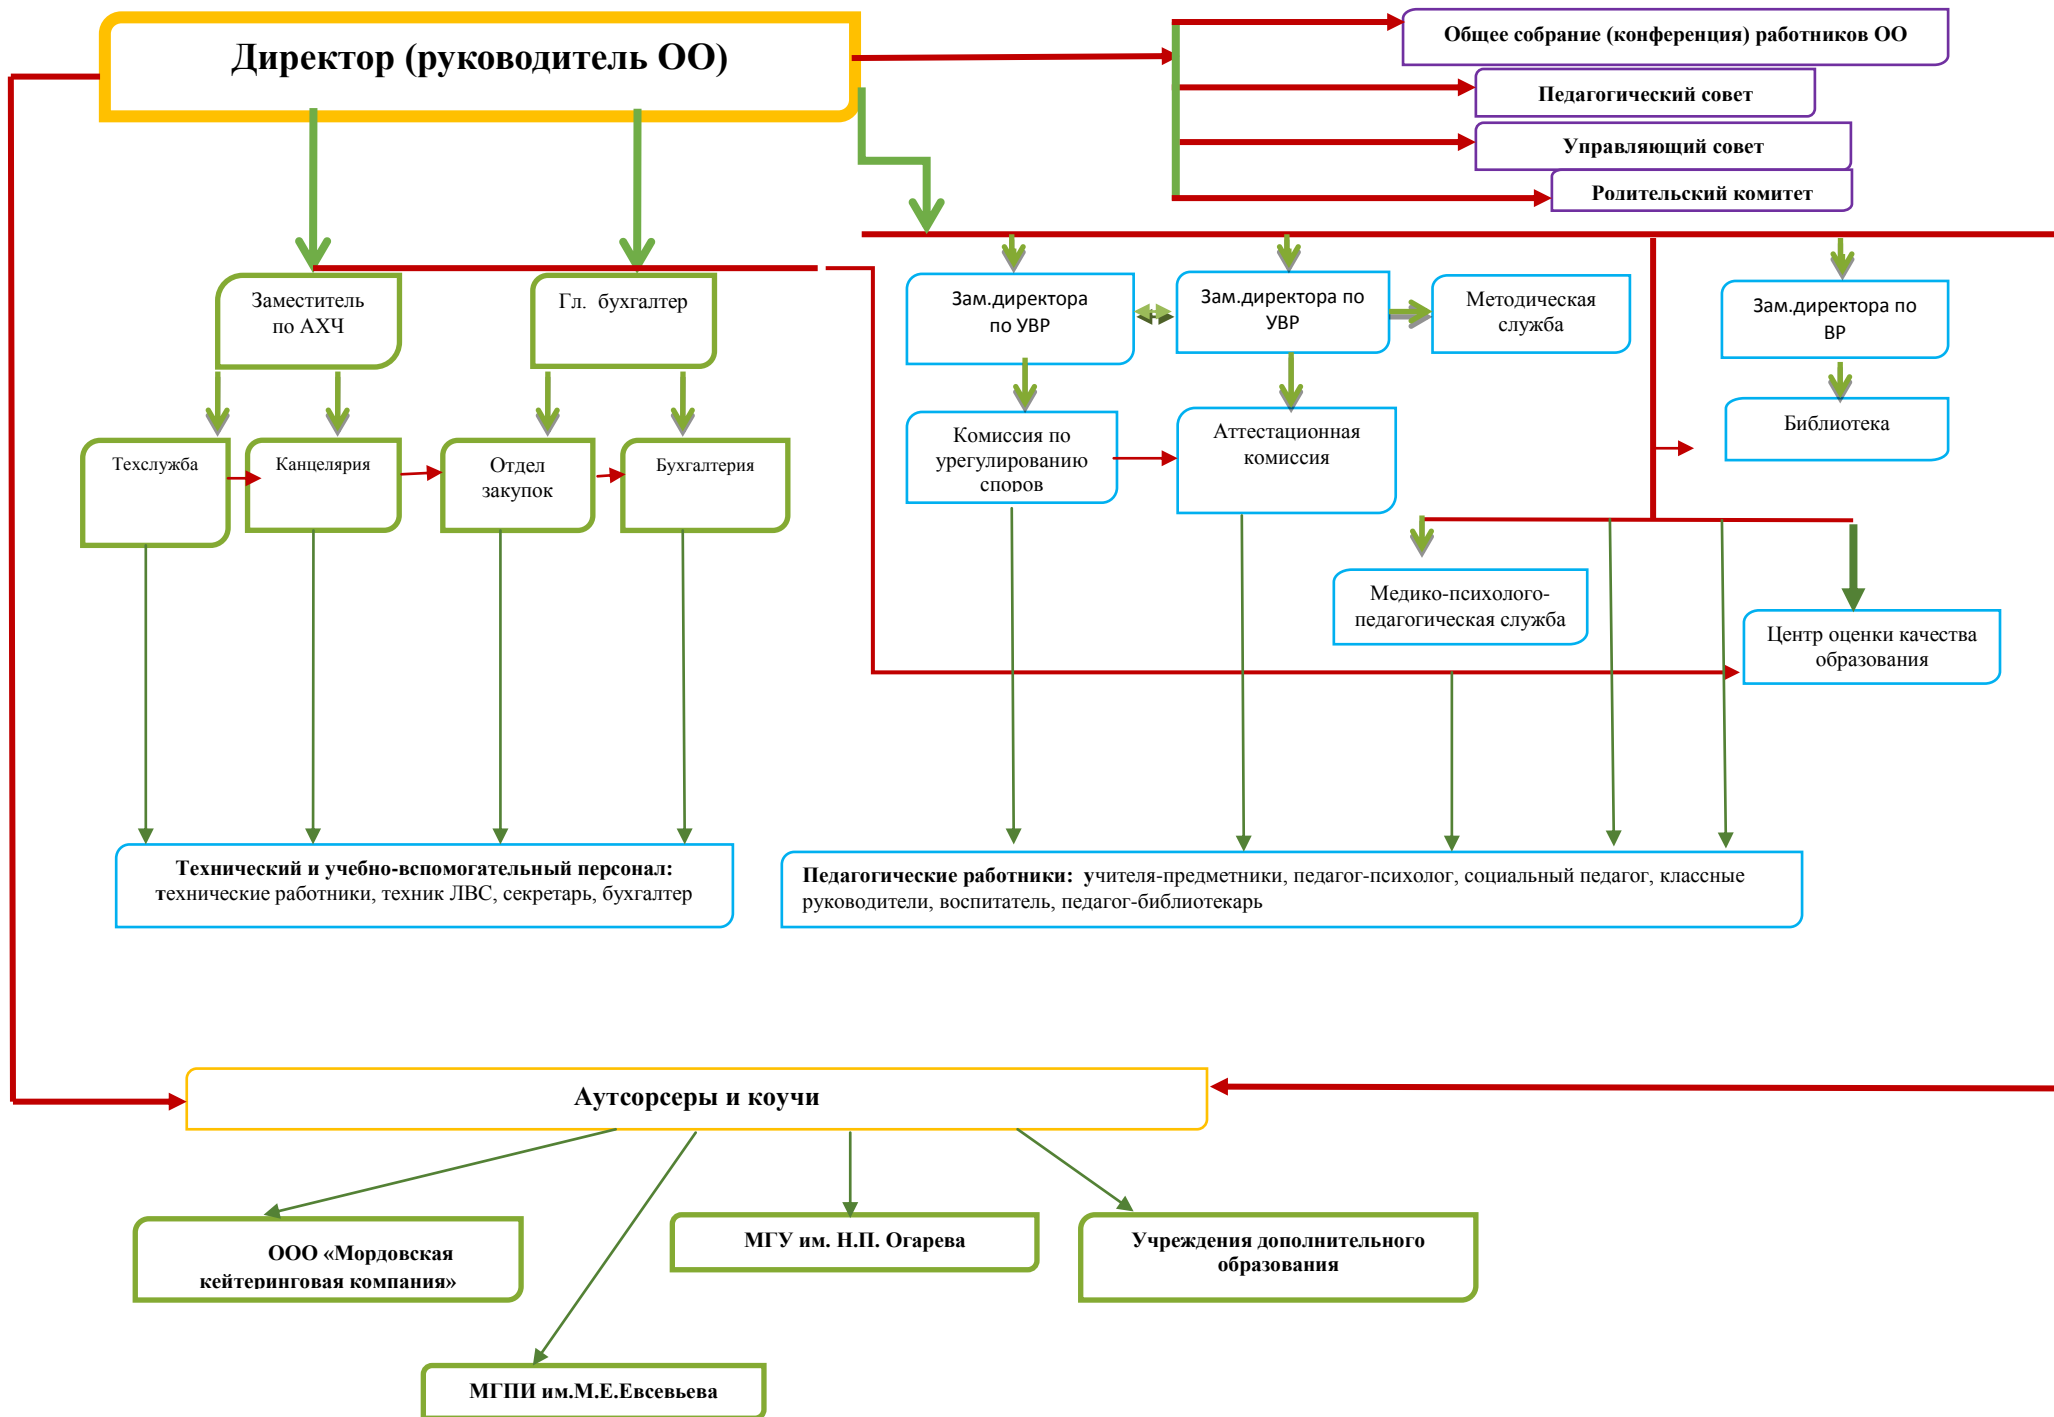 Директор (руководитель ОО)
Общее собрание (конференция) работников ОО
Педагогический совет
Управляющий совет
Родительский комитет
Заместитель
по АХЧ
Гл. бухгалтер
Зам.директора
по УВР
Зам.директора по
УВР
Методическая
служба
Зам.директора по
ВР
Техслужба
Канцелярия
Отдел
закупок
Бухгалтерия
Комиссия по
урегулированию
споров
Аттестационная
комиссия
Библиотека
Медико-психолого-
педагогическая служба
Центр оценки качества
образования
Технический и учебно-вспомогательный персонал:
технические работники, техник ЛВС, секретарь, бухгалтер
Педагогические работники: учителя-предметники, педагог-психолог, социальный педагог, классные
руководители, воспитатель, педагог-библиотекарь
Аутсорсеры и коучи
ООО «Мордовская
кейтеринговая компания»
МГУ им. Н.П. Огарева
Учреждения дополнительного
образования
МГПИ им.М.Е.Евсевьева